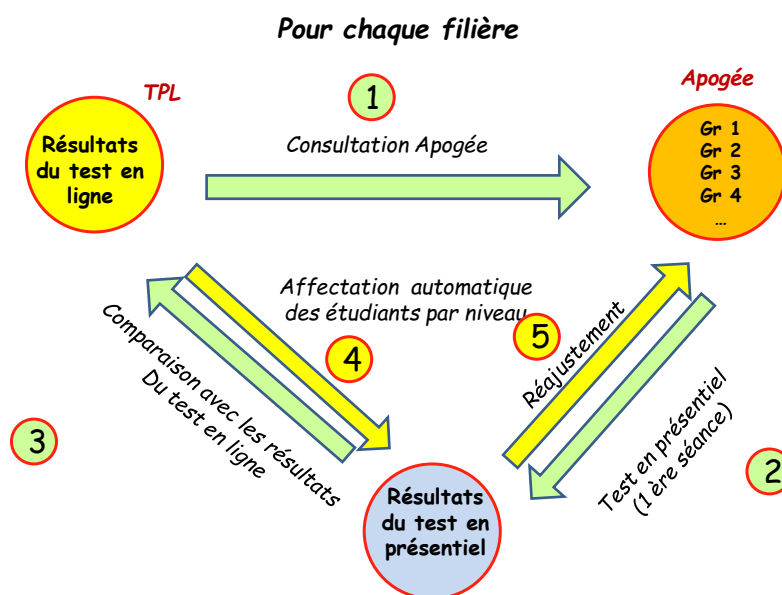 Pour chaque filière
TPL
1
Apogée
Résultats
du test en
ligne
Consultation Apogée
Gr 1
Gr 2
Gr 3
Gr 4
...
Affectation automatique
des étudiants par niveau
4
5
Comparaison avec les résultats
Du test en ligne
Réajustement
3
Test en présentiel
(1 ère séance)
2
Résultats
du test en
présentiel